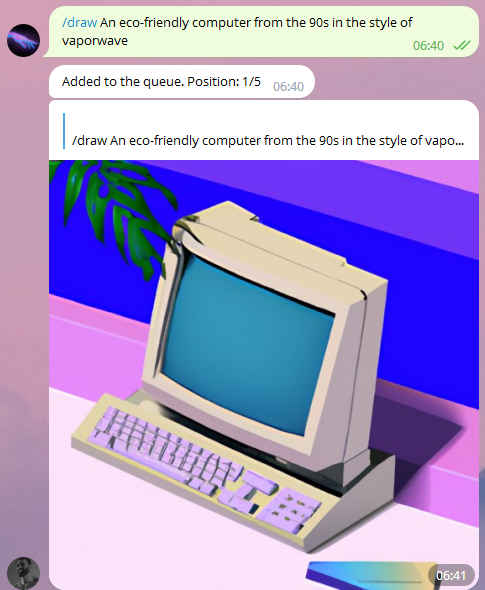 /draw An eco-friendly computer from the 90s in the style of
vaporwave
06:40
Added to the queue. Position: 1/5 06:40
/draw An eco-friendly computer from the 90s in the style of vapo...
06:41